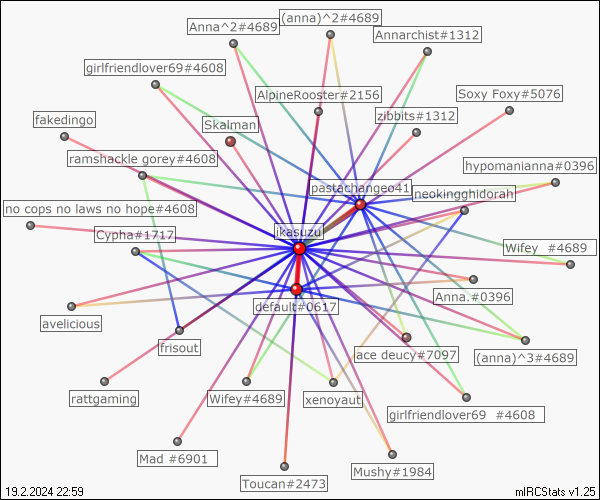 Anna^2#4689
(anna)^2#4689
Annarchist#1312
girlfriendlover69#4608
AlpineRooster#2156
Soxy Foxy#5076
fakedingo
Skalman
zibbits#1312
ramshackle gorey#4608
hypomanianna#0396
pastachangeo41
neokingghidorah
no cops no laws no hope#4608
Cypha#1717
ikasuzu
Wifey  #4689
default#0617
Anna.#0396
avelicious
frisout
ace deucy#7097
(anna)^3#4689
rattgaming
Wifey#4689
xenoyaut
girlfriendlover69  #4608
Mad #6901
Toucan#2473
Mushy#1984
19.2.2024 22:59
mIRCStats v1.25